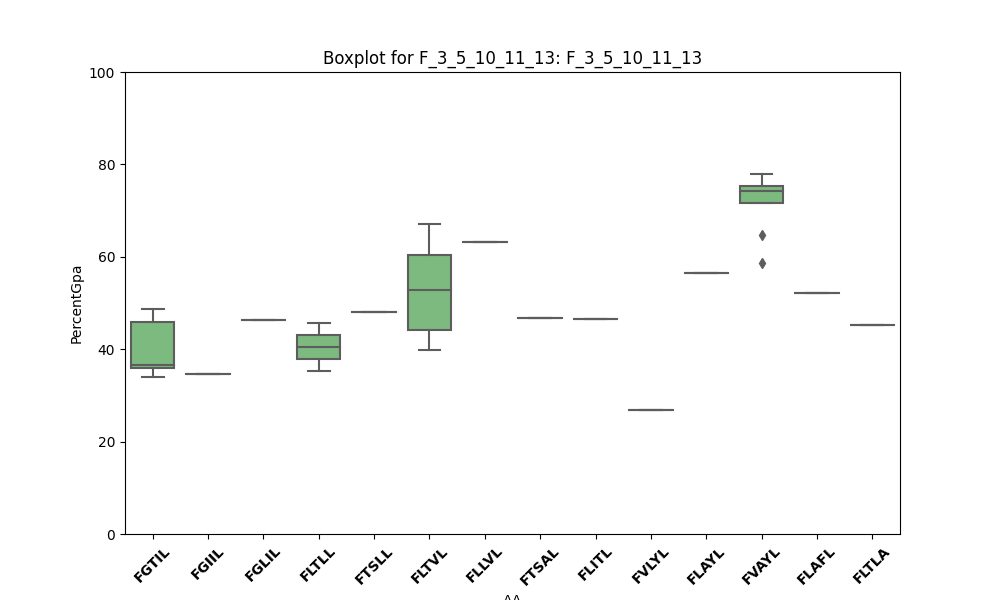 Boxplot for F_3_5_10_11_13: F_3_5_10_11_13
100
80
60
40
20
0
PercentGpa
FGTIL
FGIIL
FGLIL
FLTLL
FTSLL
FLTVL
FLLVL
FTSAL
FLITL
FVLYL
FLAYL
FVAYL
FLAFL
FLTLA
AA